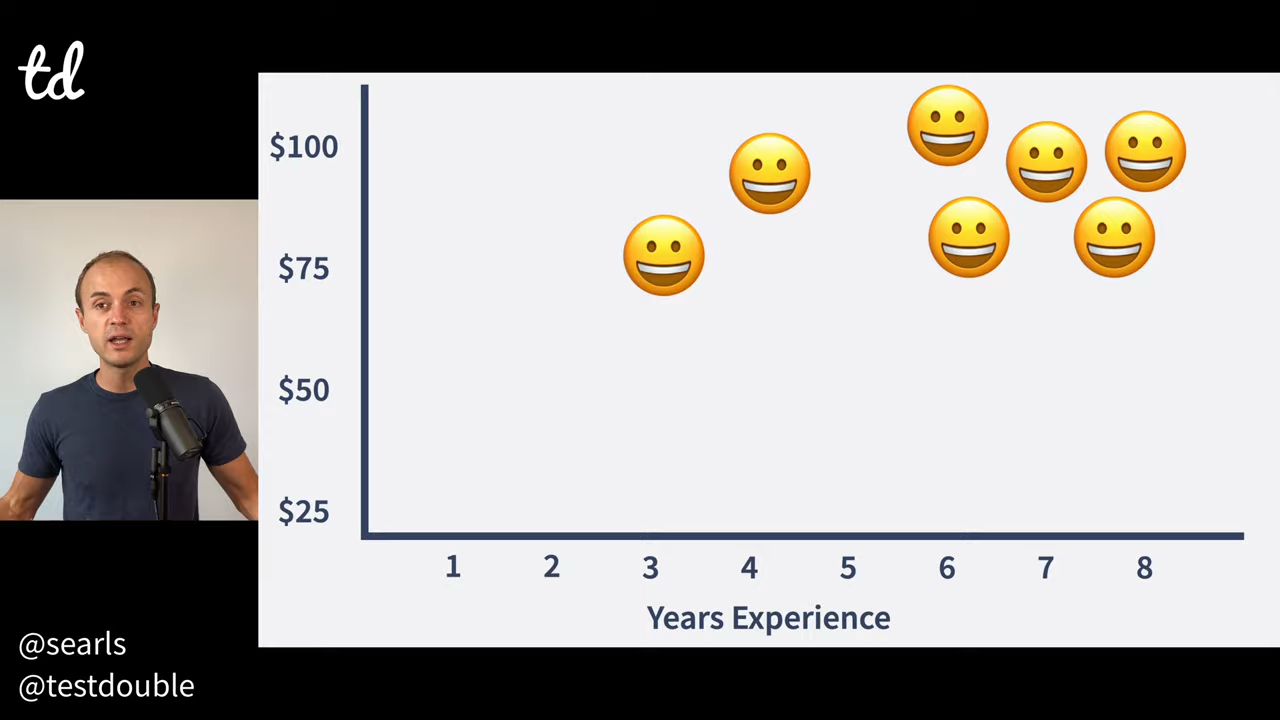 td
$100
$75
$50
$25
1 2 3 4 5 6 7 8
Years Experience
@searls
@testdouble